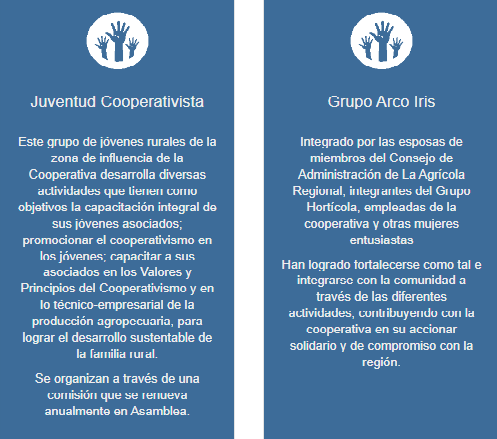 Juventud Cooperativista
Este grupo de jóvenes rurales de la
zona de influencia de la
Cooperativa desarrolla diversas
actividades que tienen como
objetivos la capacitación integral de
sus jóvenes asociados;
promocionar el cooperativismo en
los jóvenes; capacitar a sus
asociados en los Valores y
Principios del Cooperativismo y en
lo técnico-empresarial de la
producción agropecuaria, para
lograr el desarrollo sustentable de
la familia rural.
Se organizan a través de una
comisión que se renueva
anualmente en Asamblea.
Grupo Arco Iris
Integrado por las esposas de
miembros del Consejo de
Administración de La Agrícola
Regional, integrantes del Grupo
Hortícola, empleadas de la
cooperativa y otras mujeres
entusiastas
Han logrado fortalecerse como tal e
integrarse con la comunidad a
través de las diferentes
actividades, contribuyendo con la
cooperativa en su accionar
solidario y de compromiso con la
región.